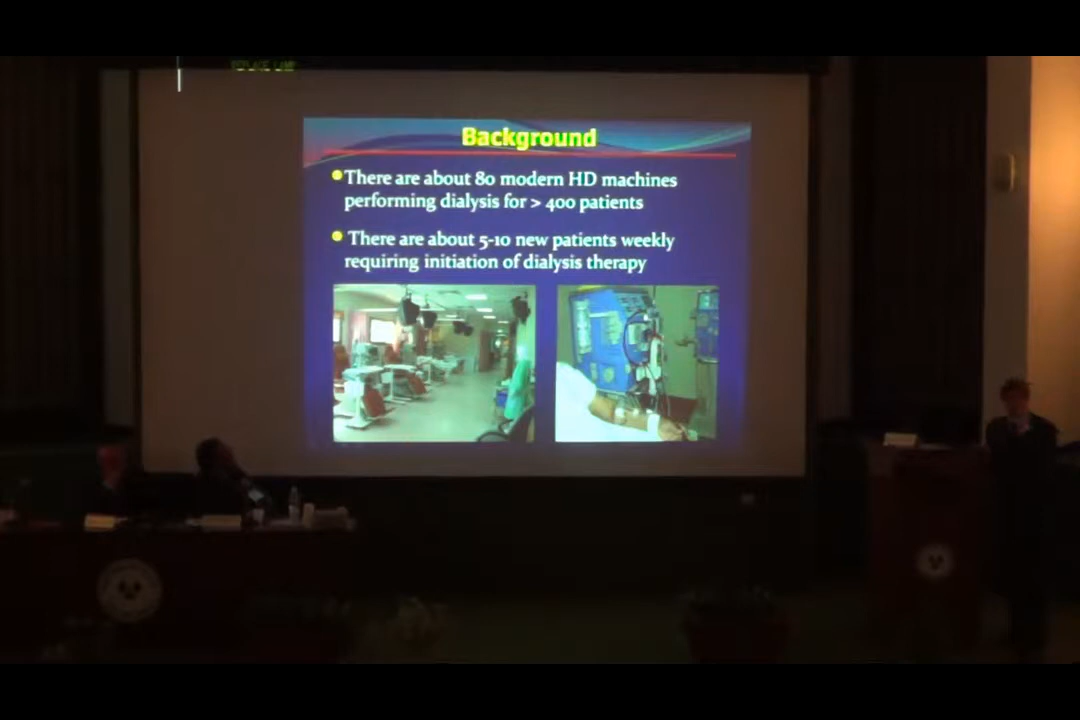 Background
There are about 80 modern HD machines
performing dialysis for > 400 patients
There are about 5-10 new patients weekly
requiring initiation of dialysis therapy